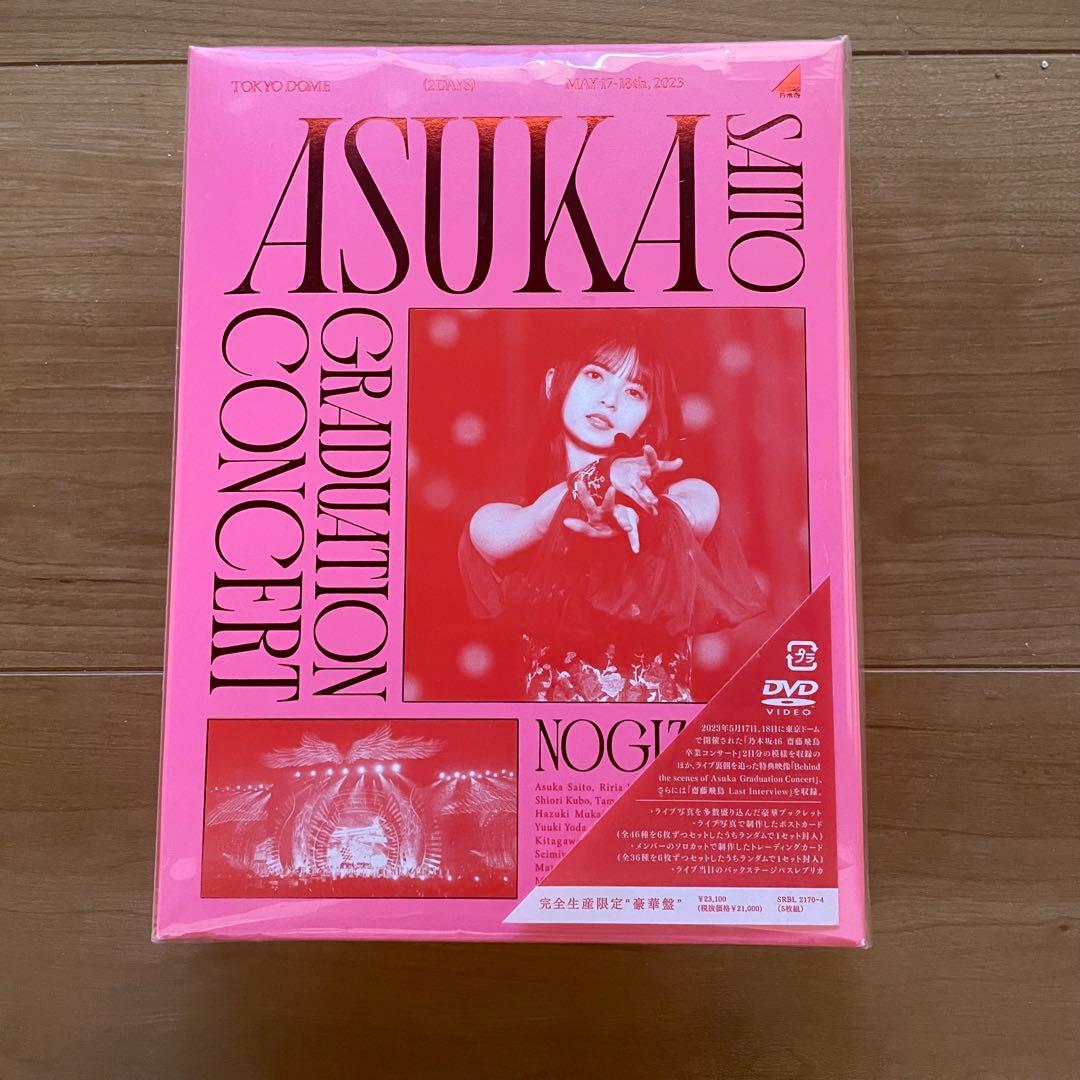 TOKYO DOME (2DAYS) MAY 17-18th, 2023
乃木坂
ASUKA
SAITO
GRADUATION
CONCERT
NOGIZ
Asuka Saito, Riria
Shiori Kubo, Tam
Hazuki Muka
Yuuki Yoda
Kitagawa
Seimiy
Mat
プラ
DVD
VIDEO
2023年5月17日、18日に東京ドーム
で開催された「乃木坂46 齋藤飛鳥
卒業コンサート」2日分の模様を収録の
ほか、ライブ裏側を追った特典映像「Behind
the scenes of Asuka Graduation Concert」、
さらには「齋藤飛鳥 Last Interview」を収録。
・ライブ写真を多数盛り込んだ豪華ブックレット
・ライブ写真で制作したポストカード
(全46種を6枚ずつセットしたうちランダムで1セット封入)
・メンバーのソロカットで制作したトレーディングカード
(全36種を6枚ずつセットしたうちランダムで1セット封入)
・ライブ当日のバックステージパスレプリカ
完全生産限定“豪華盤”
¥23,100
(税抜価格¥21,000)
SRBL 2170~4
(5枚組)